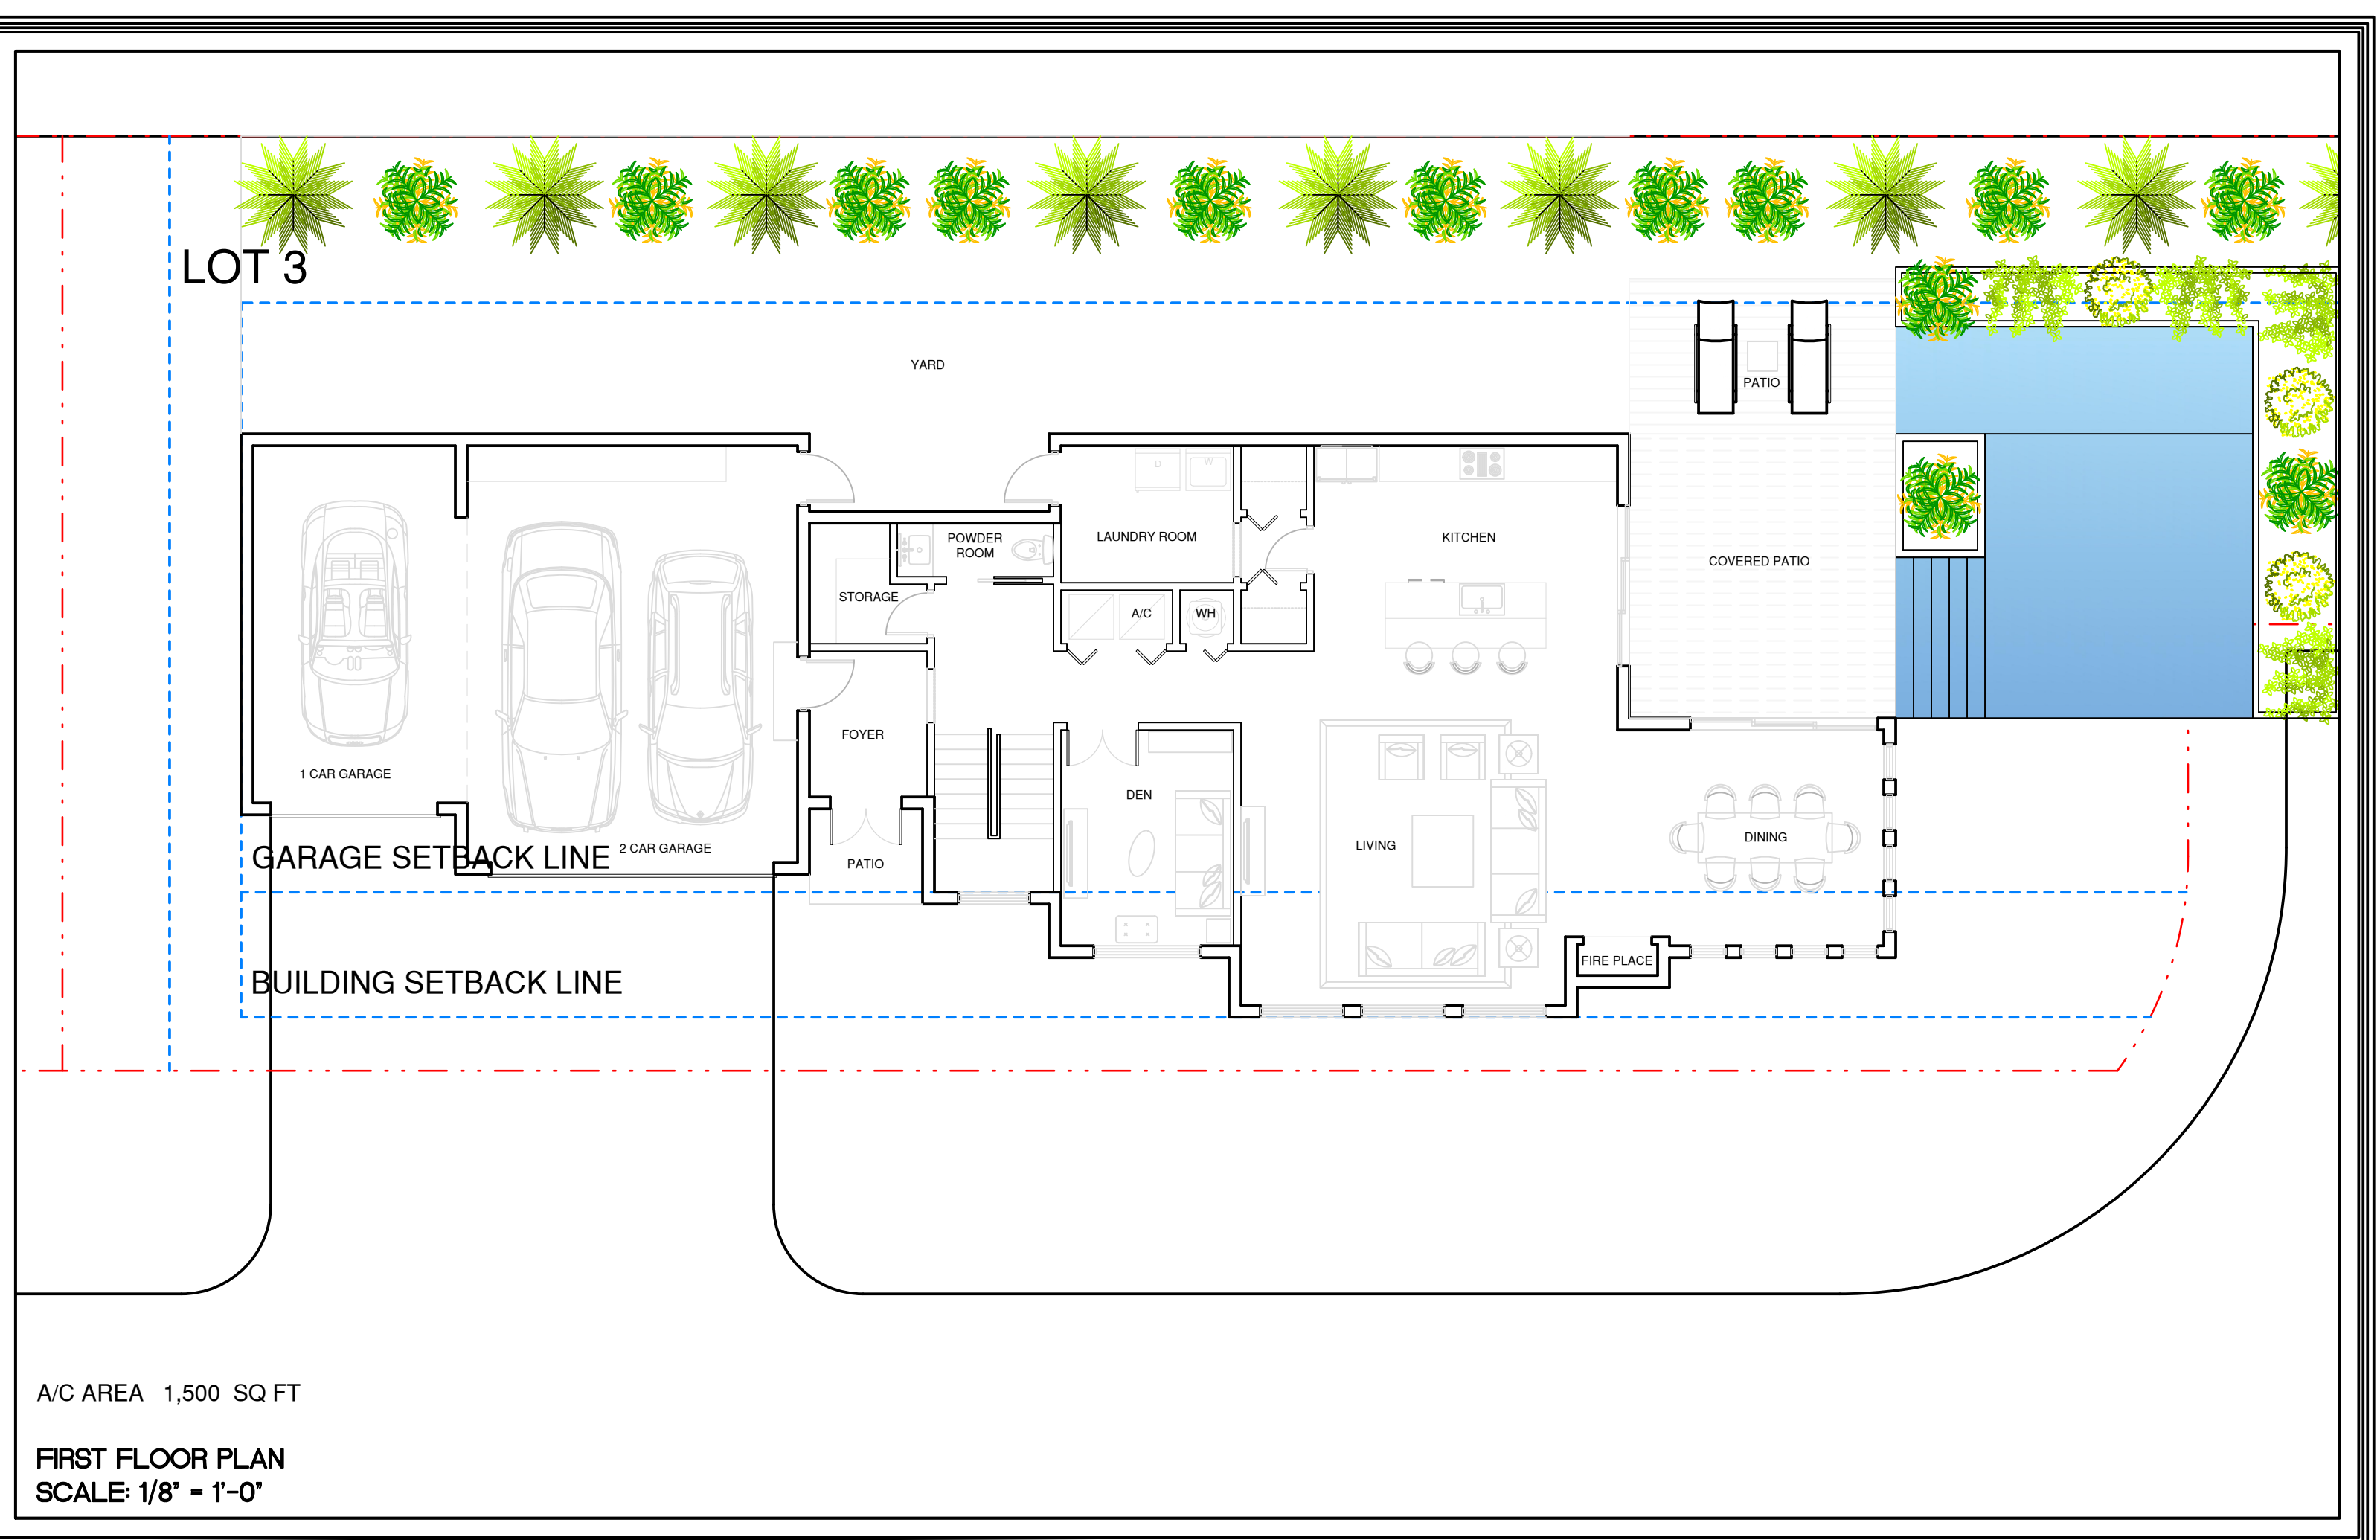 LOT 3
YARD
PATIO
D
W
POWDER
ROOM
LAUNDRY ROOM
KITCHEN
COVERED PATIO
STORAGE
A/C
WH
FOYER
1 CAR GARAGE
DEN
GARAGE SETBACK LINE
2 CAR GARAGE
PATIO
LIVING
DINING
FIRE PLACE
BUILDING SETBACK LINE
A/C AREA 1,500 SQ FT
FIRST FLOOR PLAN
SCALE: 1/8" = 1'-0"